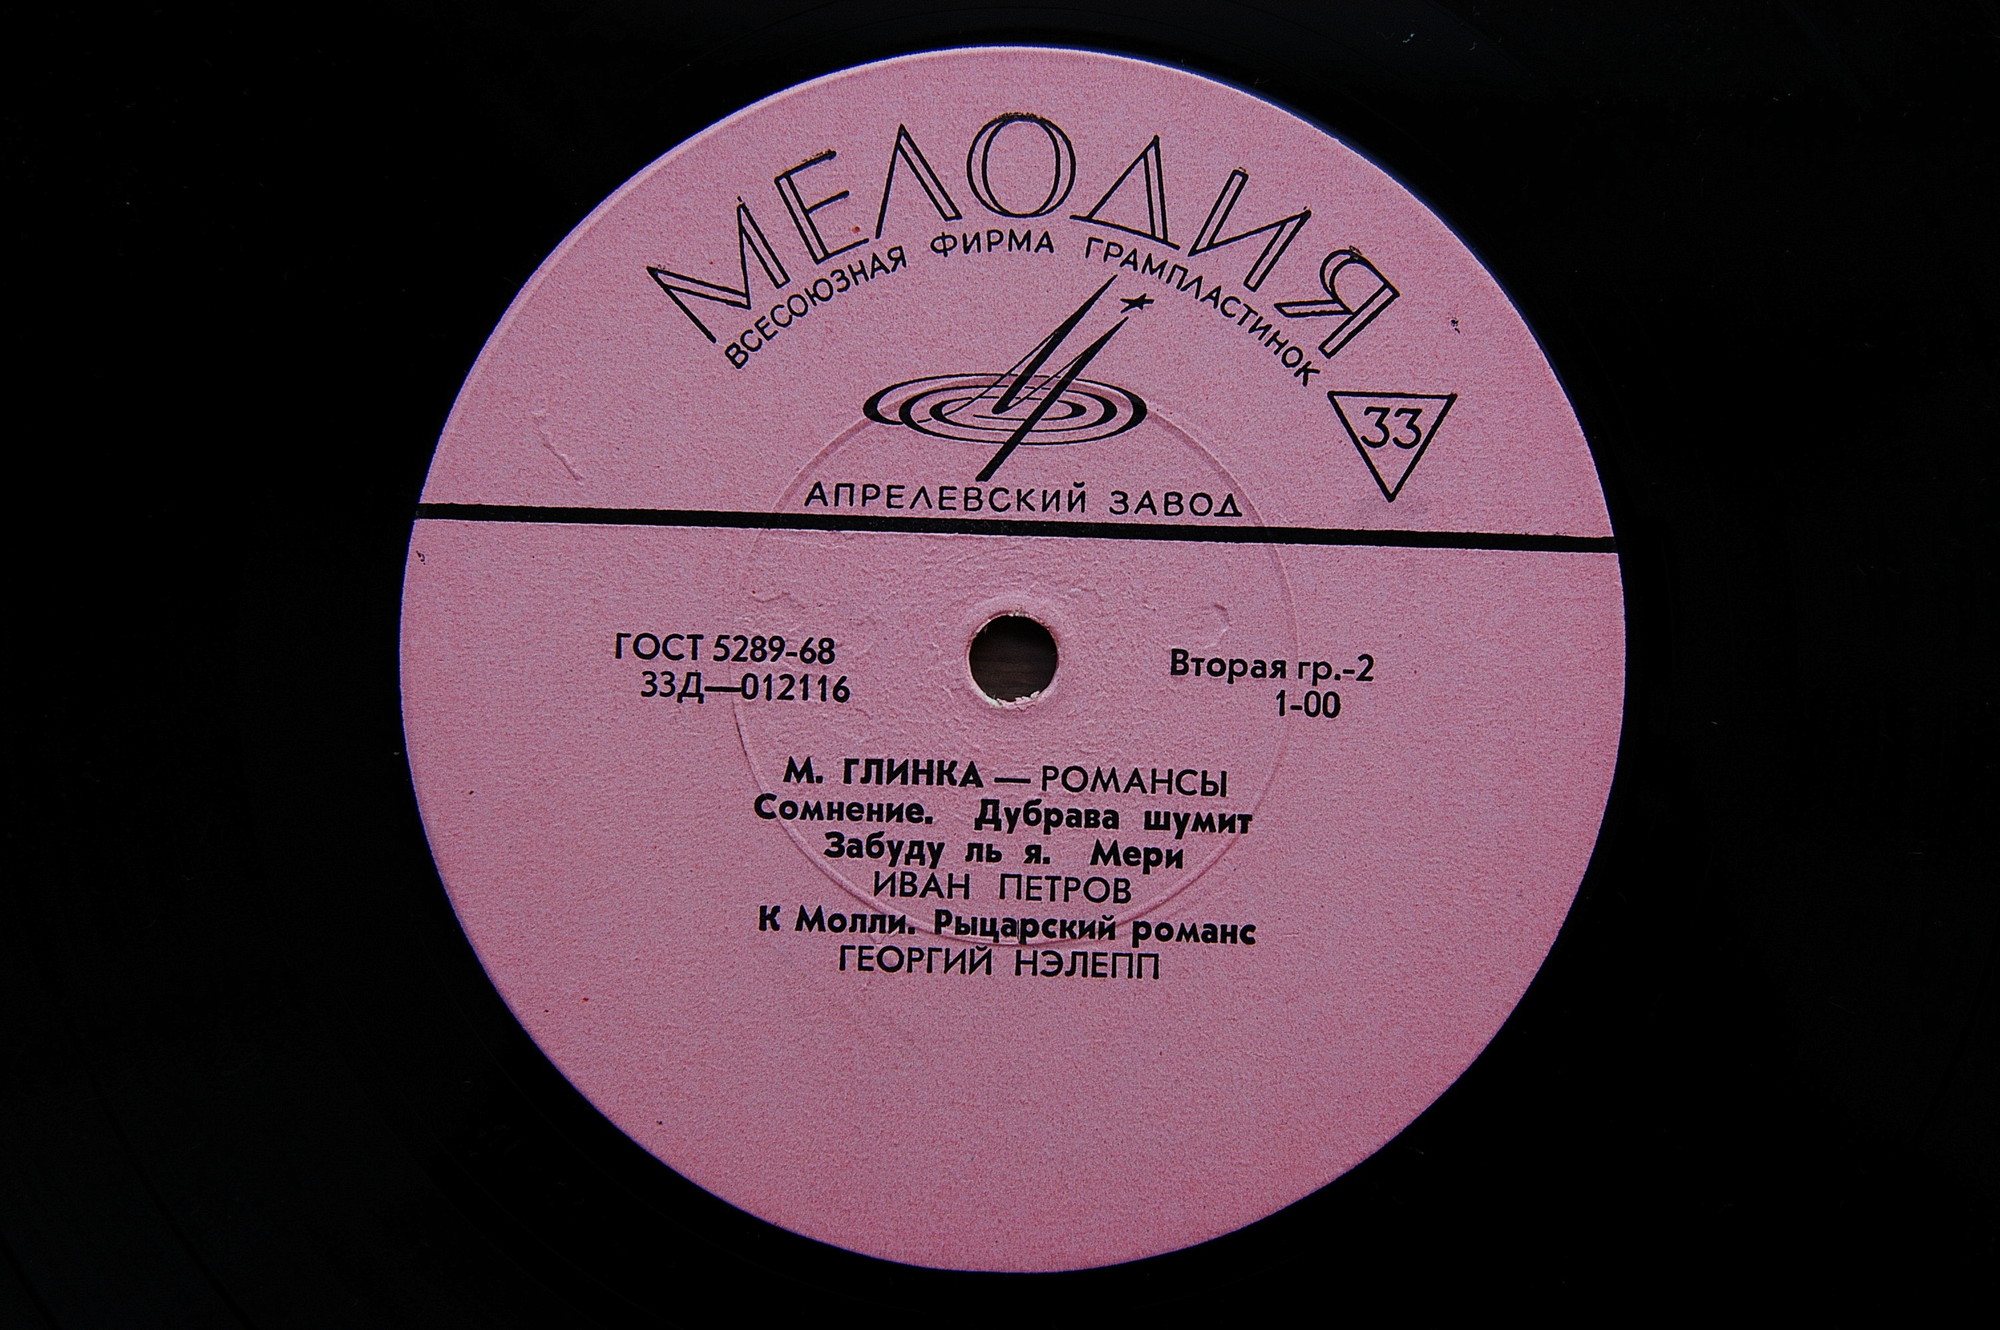 МЕЛОДИЯ
ВСЕСОЮЗНАЯ ФИРМА ГРАМПЛАСТИНОК
33
АПРЕЛЕВСКИЙ ЗАВОД
ГОСТ 5289-68
33Д—012116
Вторая гр.-2
1-00
М. ГЛИНКА — РОМАНСЫ
Сомнение. Дубрава шумит
Забуду ль я. Мери
ИВАН ПЕТРОВ
К Молли. Рыцарский романс
ГЕОРГИЙ НЭЛЕПП